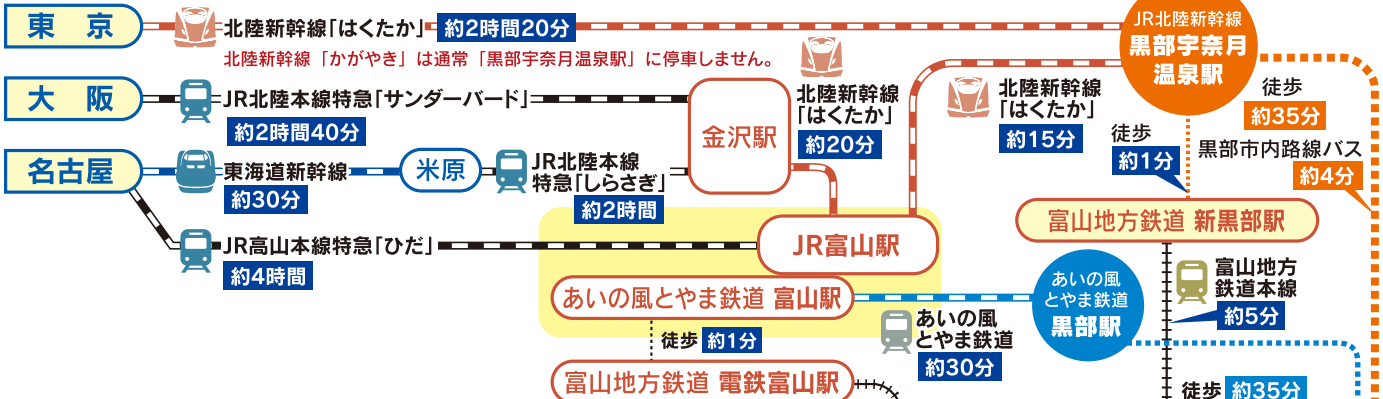 東 京
北陸新幹線「はくたか」
約2時間20分
北陸新幹線「かがやき」は通常「黒部宇奈月温泉駅」に停車しません。
JR北陸新幹線
黒部宇奈月
温泉駅
大 阪
JR北陸本線特急「サンダーバード」
約2時間40分
金沢駅
北陸新幹線
「はくたか」
約20分
北陸新幹線
「はくたか」
約15分
徒歩
約1分
徒歩
約35分
黒部市内路線バス
約4分
名古屋
東海道新幹線
約30分
米原
JR北陸本線
特急「しらさぎ」
約2時間
JR高山本線特急「ひだ」
約4時間
JR富山駅
富山地方鉄道 新黒部駅
あいの風とやま鉄道 富山駅
あいの風
とやま鉄道
約30分
あいの風
とやま鉄道
黒部駅
富山地方
鉄道本線
約5分
徒歩 約1分
富山地方鉄道 電鉄富山駅
徒歩 約35分